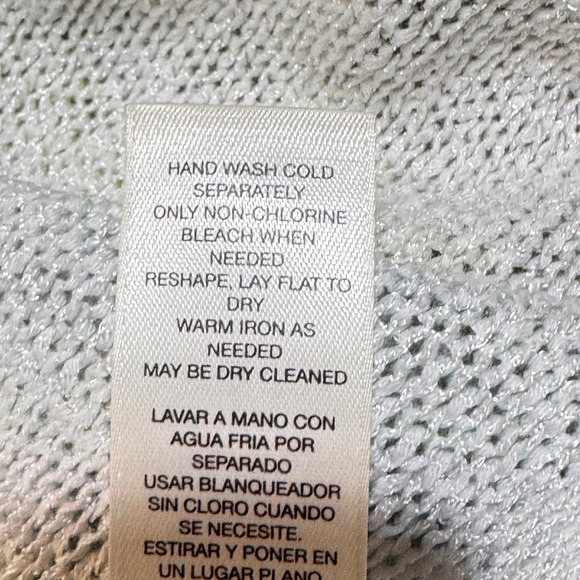 HAND WASH COLD
SEPARATELY
ONLY NON-CHLORINE
BLEACH WHEN
NEEDED
RESHAPE, LAY FLAT TO
DRY
WARM IRON AS
NEEDED
MAY BE DRY CLEANED
LAVAR A MANO CON
AGUA FRIA POR
SEPARADO
USAR BLANQUEADOR
SIN CLORO CUANDO
SE NECESITE.
ESTIRAR Y PONER EN
UN LUGAR PLANO